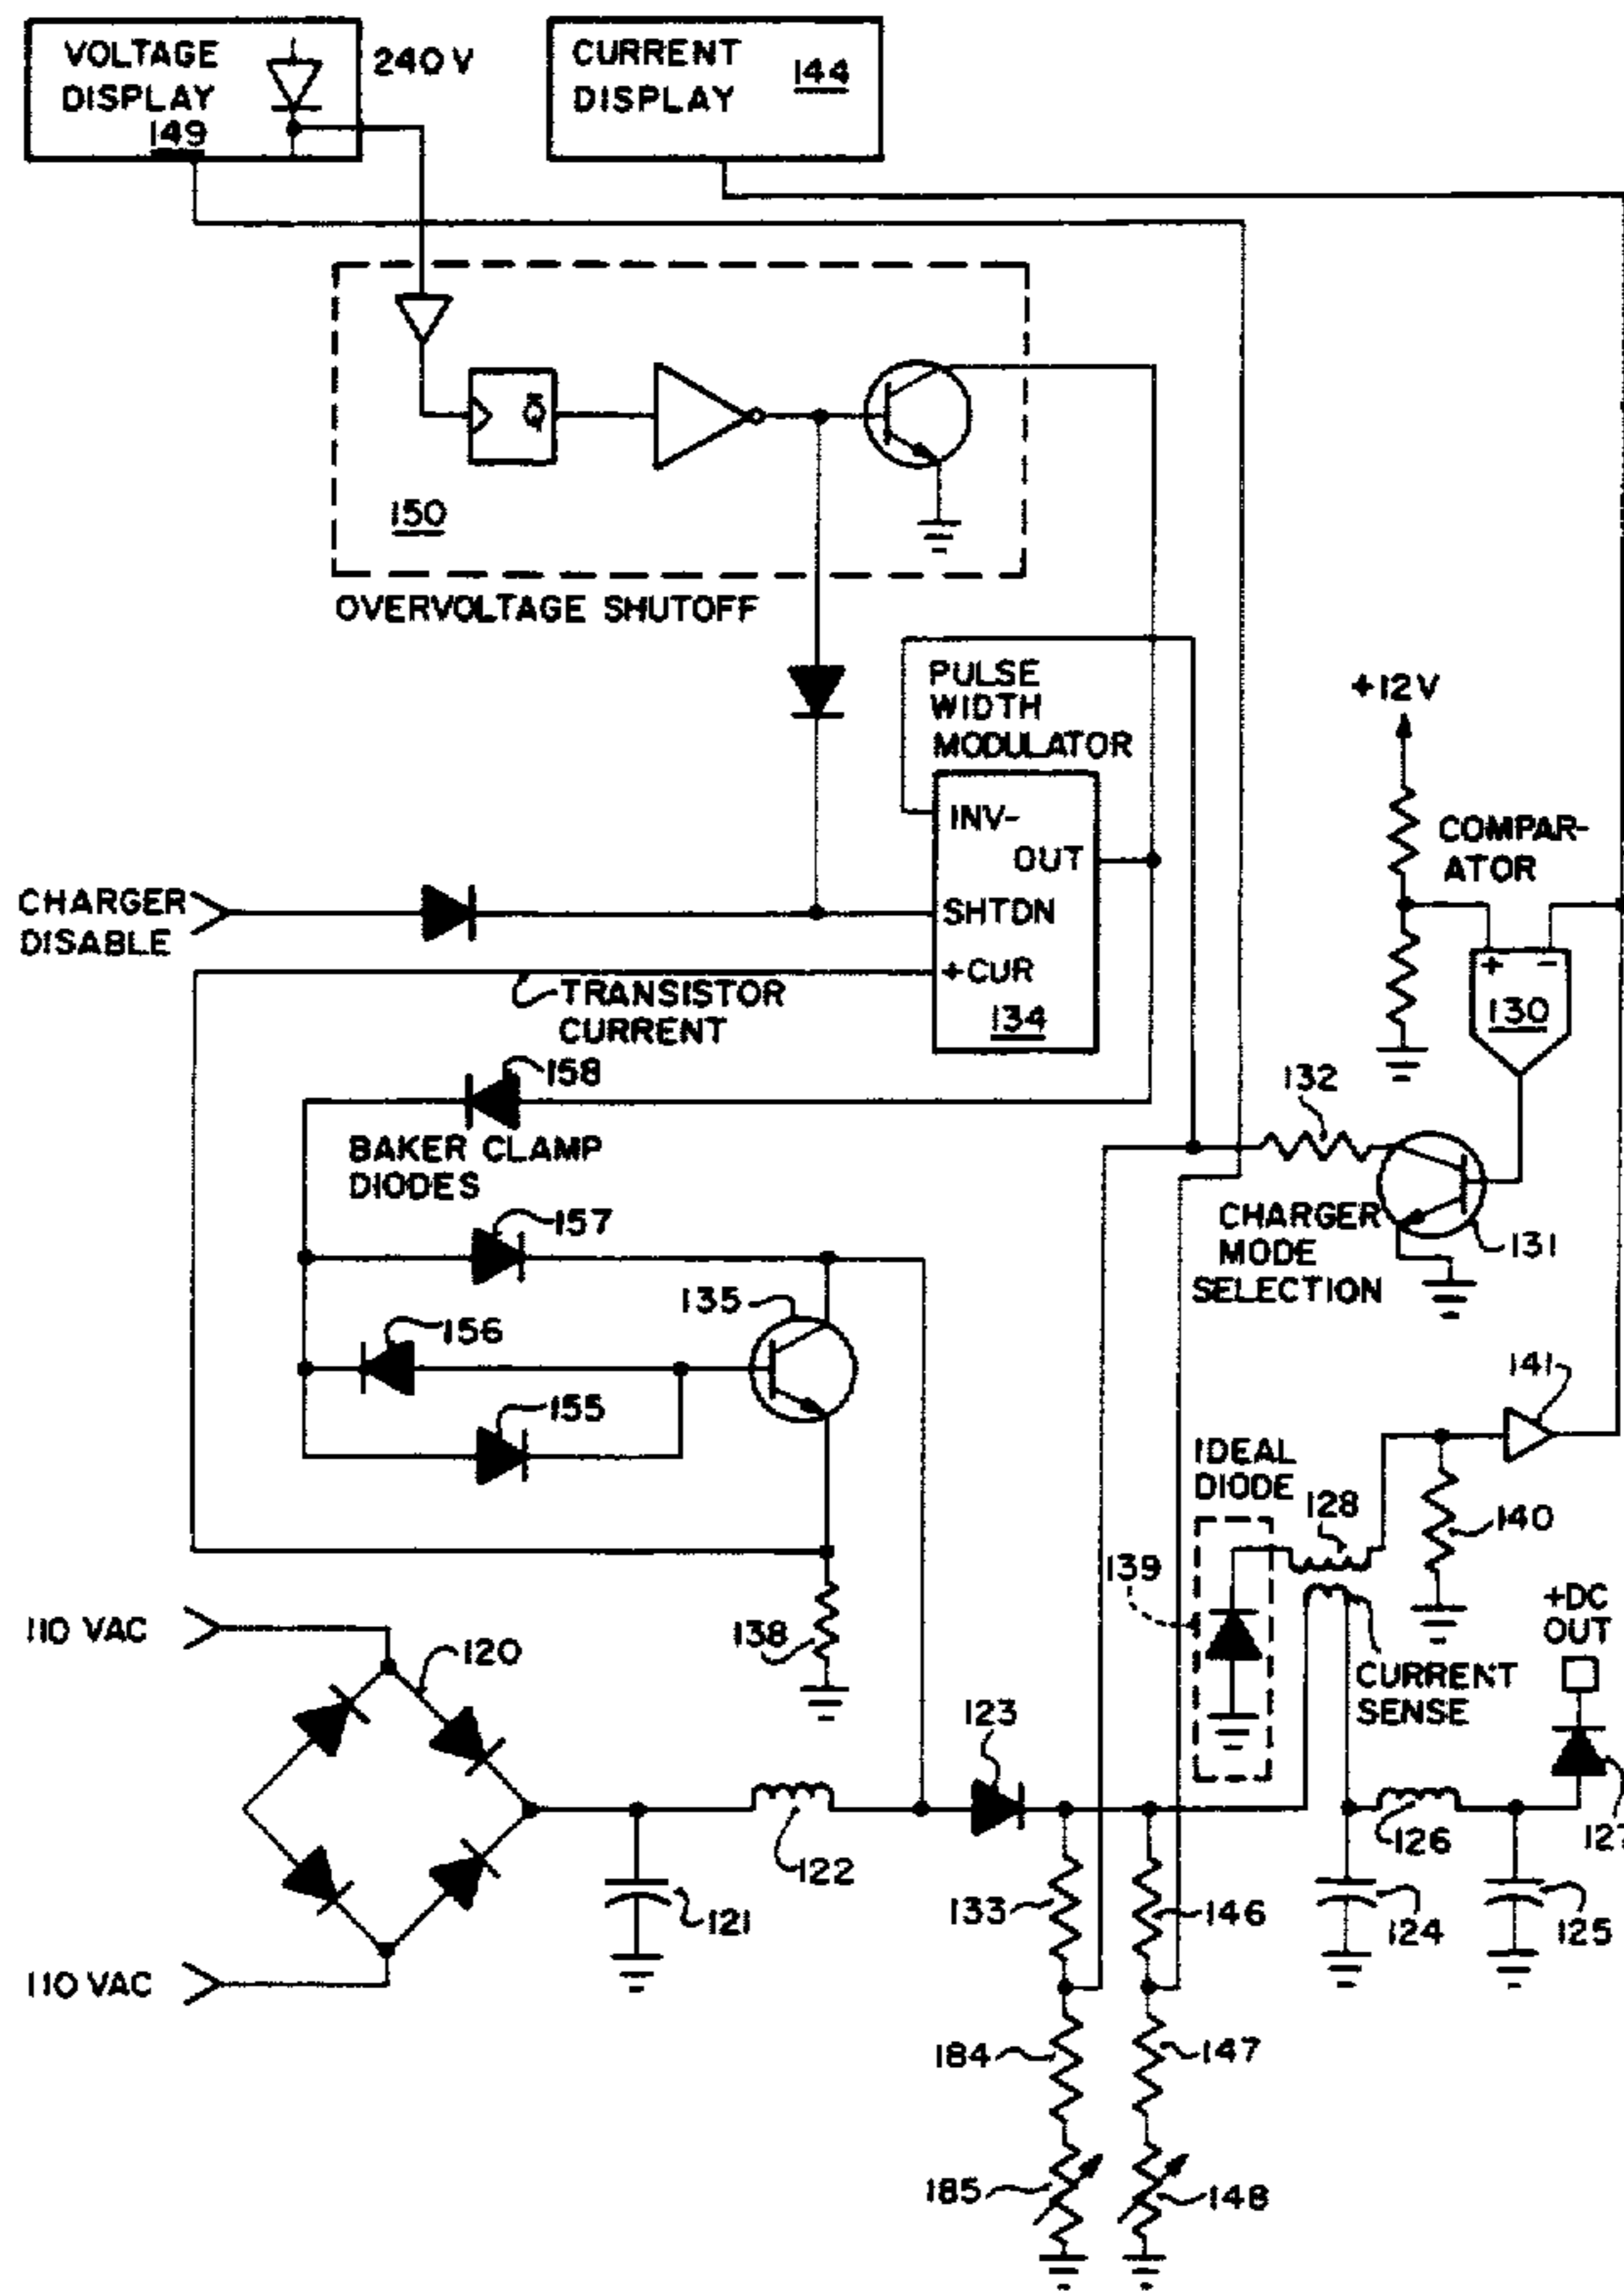 VOLTAGE
DISPLAY
149
240 V
CURRENT
DISPLAY
144
Q̄
150
OVERVOLTAGE SHUTOFF
PULSE
WIDTH
MODULATOR
INV-
OUT
SHTDN
+CUR
134
CHARGER
DISABLE
TRANSISTOR
CURRENT
+12V
COMPAR-
ATOR
+ -
130
132
158
BAKER CLAMP
DIODES
157
CHARGER
MODE
SELECTION
131
135
156
155
141
IDEAL
DIODE
128
140
139
+DC
OUT
110 VAC
120
138
CURRENT
SENSE
123
122
121
126
133
146
124
125
110 VAC
184
147
185
148